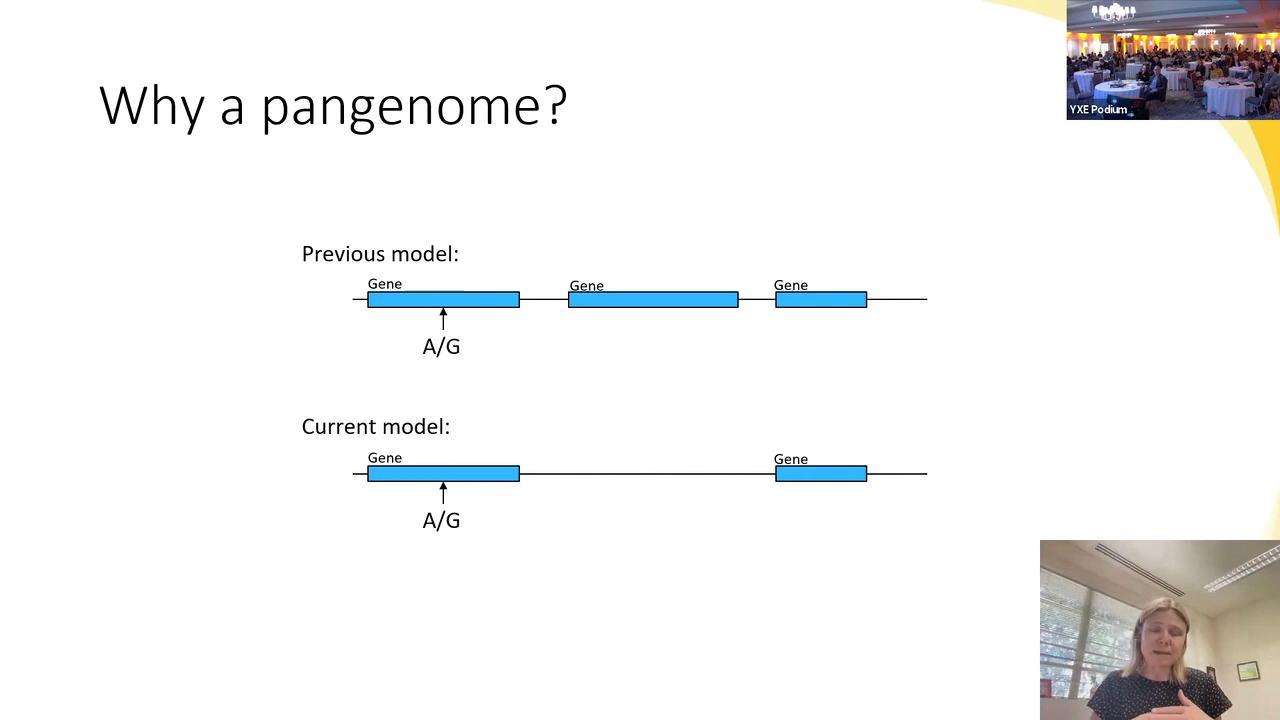 YXE Podium
Why a pangenome?
Previous model:
Gene Gene Gene
A/G
Current model:
Gene Gene
A/G